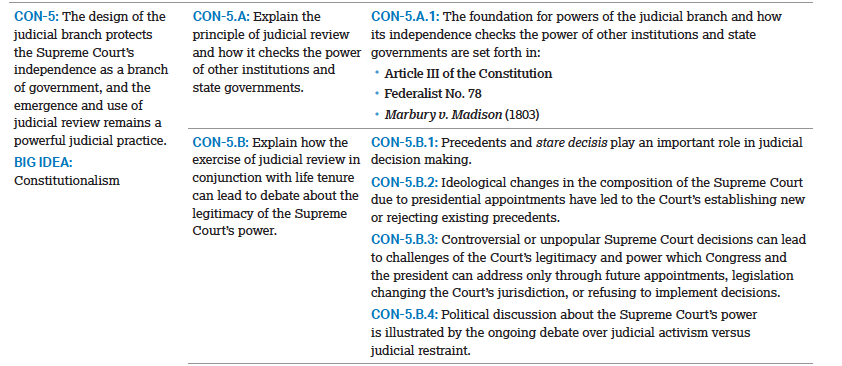 CON-5: The design of the
judicial branch protects
the Supreme Court's
independence as a branch
of government, and the
emergence and use of
judicial review remains a
powerful judicial practice.
BIG IDEA:
Constitutionalism
CON-5.A: Explain the
principle of judicial review
and how it checks the power
of other institutions and
state governments.
CON-5.A.1: The foundation for powers of the judicial branch and how
its independence checks the power of other institutions and state
governments are set forth in:
• Article III of the Constitution
• Federalist No. 78
• Marbury v. Madison (1803)
CON-5.B: Explain how the
exercise of judicial review in
conjunction with life tenure
can lead to debate about the
legitimacy of the Supreme
Court's power.
CON-5.B.1: Precedents and stare decisis play an important role in judicial
decision making.
CON-5.B.2: Ideological changes in the composition of the Supreme Court
due to presidential appointments have led to the Court's establishing new
or rejecting existing precedents.
CON-5.B.3: Controversial or unpopular Supreme Court decisions can lead
to challenges of the Court's legitimacy and power which Congress and
the president can address only through future appointments, legislation
changing the Court's jurisdiction, or refusing to implement decisions.
CON-5.B.4: Political discussion about the Supreme Court's power
is illustrated by the ongoing debate over judicial activism versus
judicial restraint.